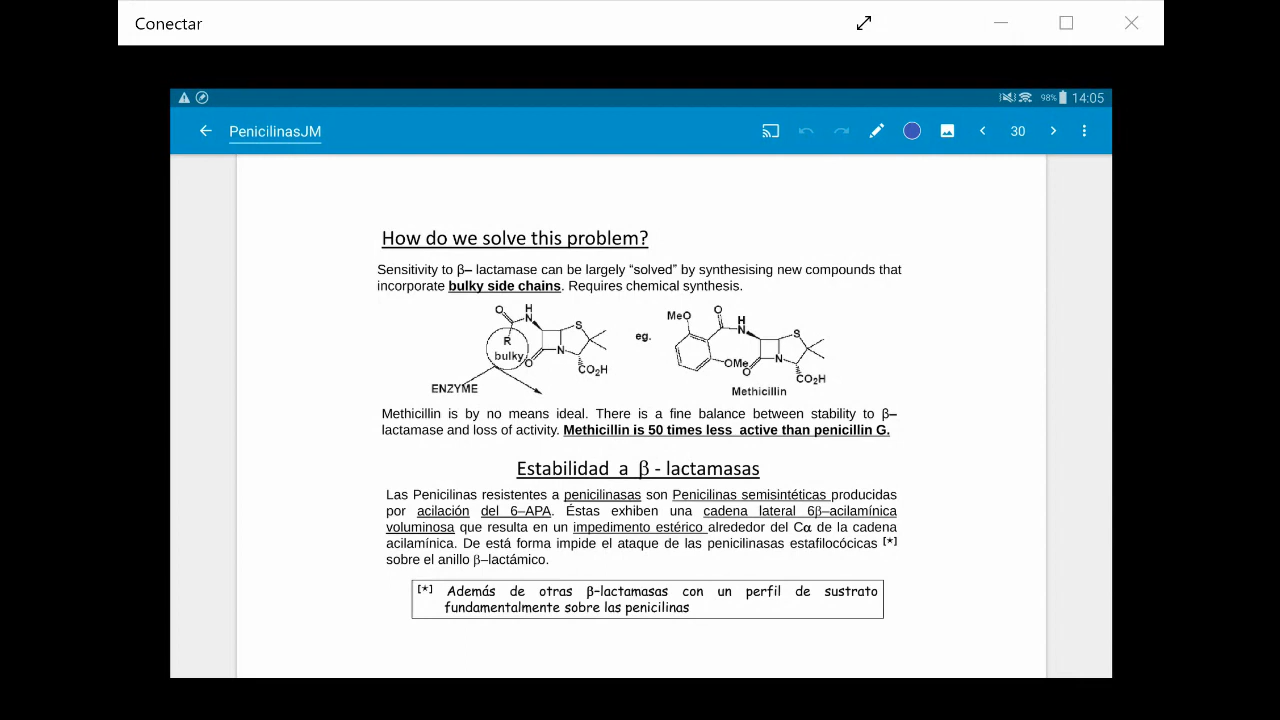 Conectar
98% 14:05
PenicilinasJM
30
How do we solve this problem?
Sensitivity to β– lactamase can be largely “solved” by synthesising new compounds that
incorporate bulky side chains. Requires chemical synthesis.
O H N S R bulky O N CO2H
ENZYME
eg.
MeO O H N S OMe O N CO2H
Methicillin
Methicillin is by no means ideal. There is a fine balance between stability to β–
lactamase and loss of activity. Methicillin is 50 times less active than penicillin G.
Estabilidad a β - lactamasas
Las Penicilinas resistentes a penicilinasas son Penicilinas semisintéticas producidas
por acilación del 6–APA. Éstas exhiben una cadena lateral 6β–acilamínica
voluminosa que resulta en un impedimento estérico alrededor del Cα de la cadena
acilamínica. De está forma impide el ataque de las penicilinasas estafilocócicas [*]
sobre el anillo β–lactámico.
[*] Además de otras β-lactamasas con un perfil de sustrato
fundamentalmente sobre las penicilinas